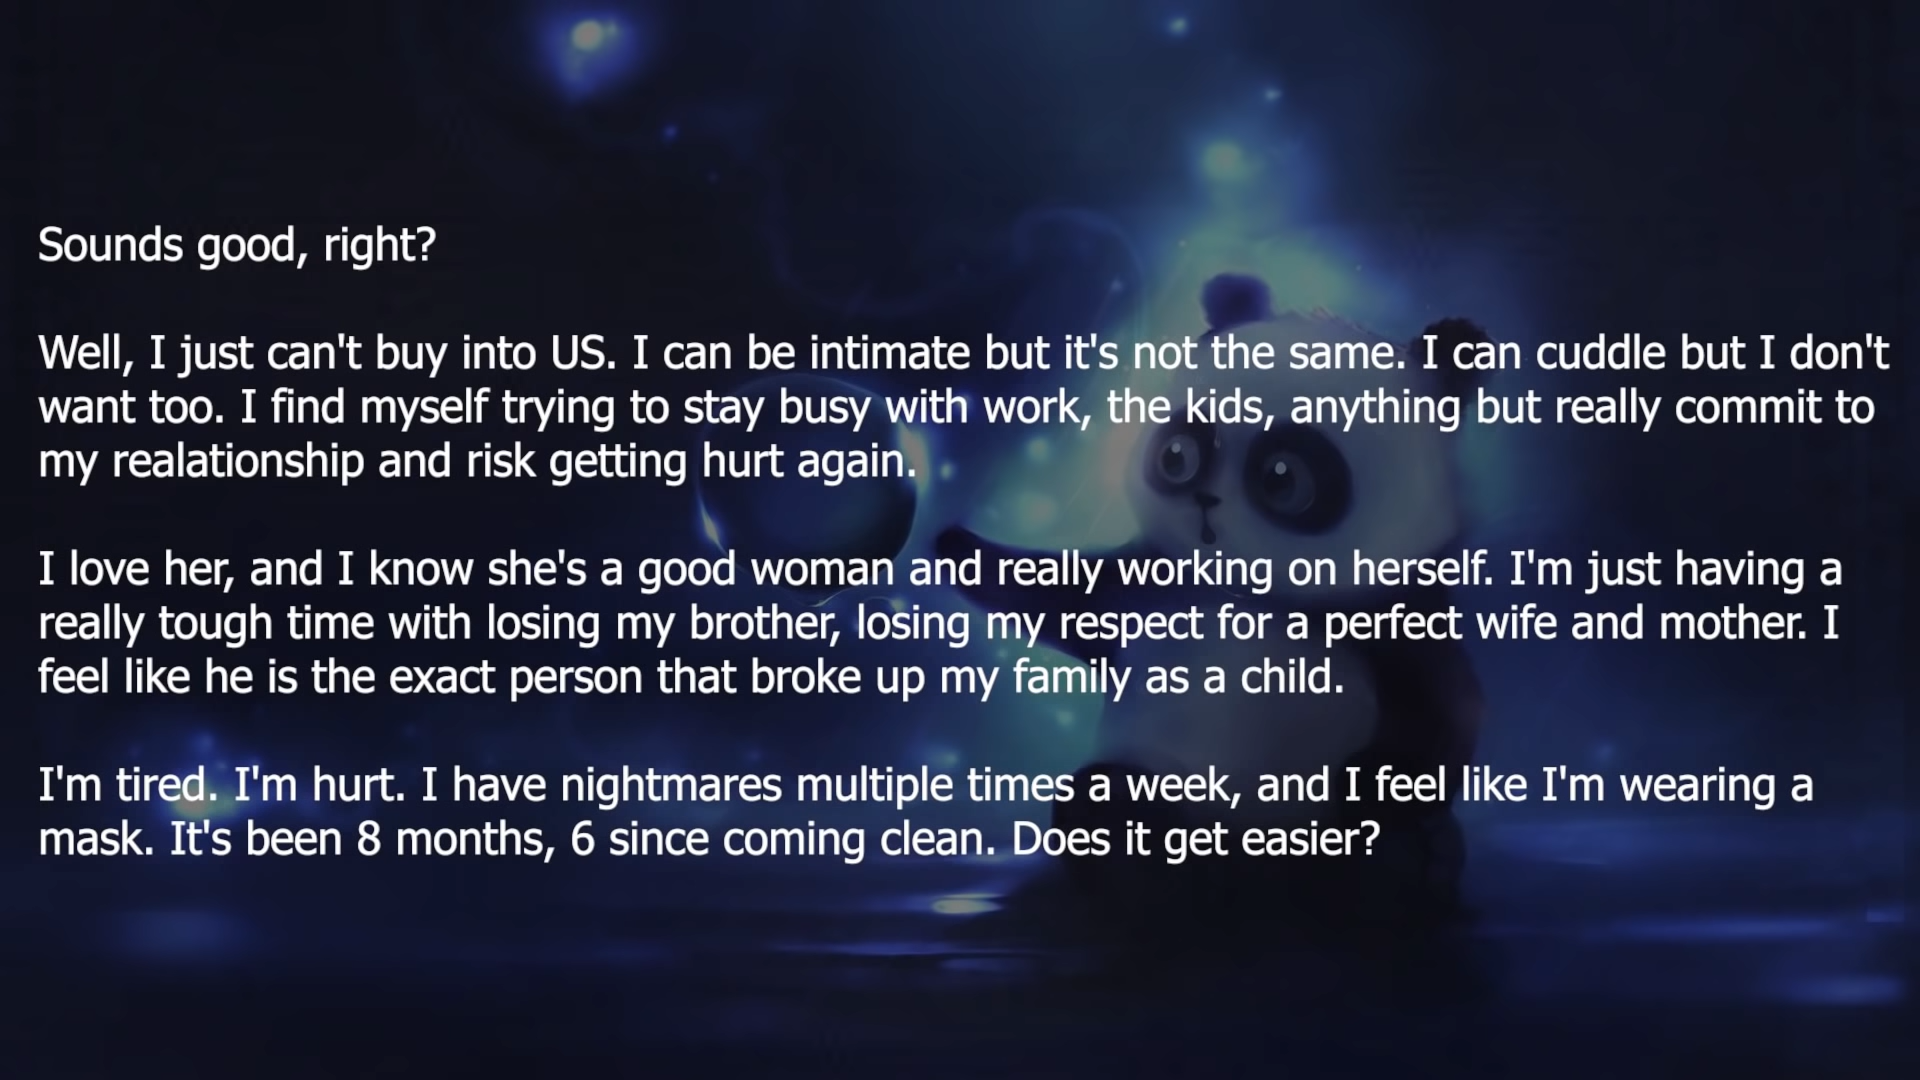 Sounds good, right?
Well, I just can't buy into US. I can be intimate but it's not the same. I can cuddle but I don't
want too. I find myself trying to stay busy with work, the kids, anything but really commit to
my realationship and risk getting hurt again.
I love her, and I know she's a good woman and really working on herself. I'm just having a
really tough time with losing my brother, losing my respect for a perfect wife and mother. I
feel like he is the exact person that broke up my family as a child.
I'm tired. I'm hurt. I have nightmares multiple times a week, and I feel like I'm wearing a
mask. It's been 8 months, 6 since coming clean. Does it get easier?